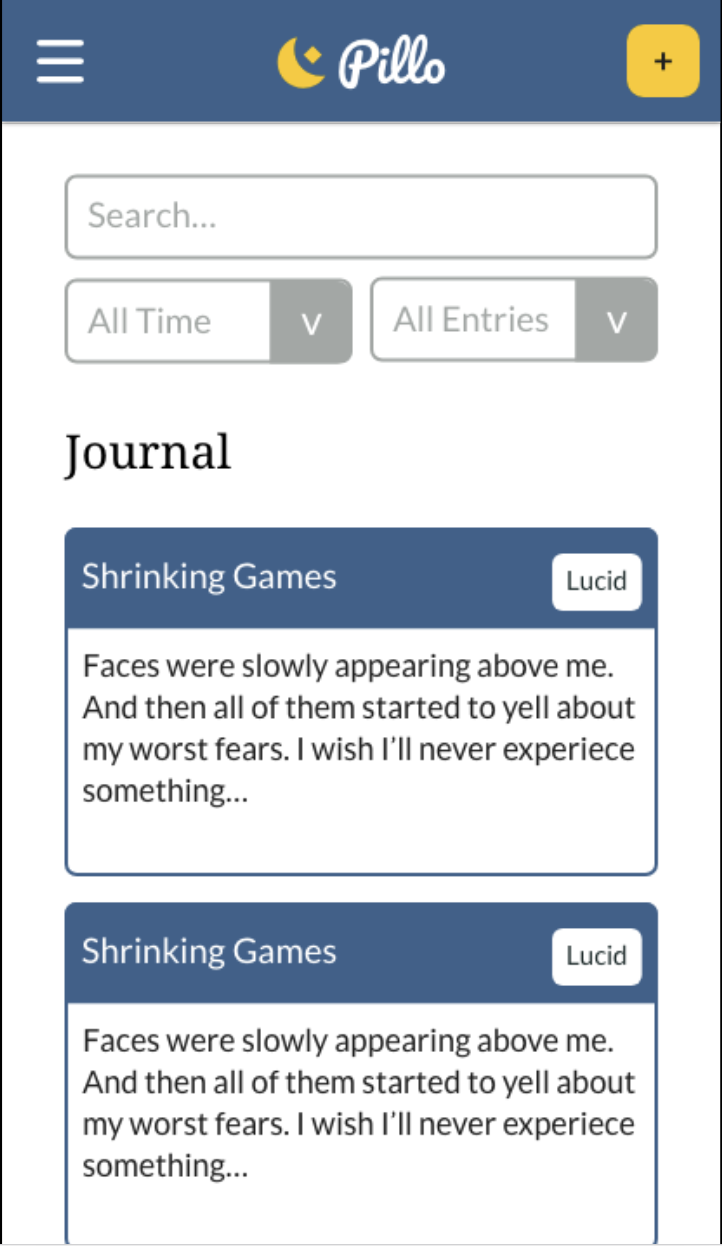 Pillo
+
Search...
All Time V
All Entries V
Journal
Shrinking Games
Lucid
Faces were slowly appearing above me.
And then all of them started to yell about
my worst fears. I wish I’ll never experiece
something...
Shrinking Games
Lucid
Faces were slowly appearing above me.
And then all of them started to yell about
my worst fears. I wish I’ll never experiece
something...